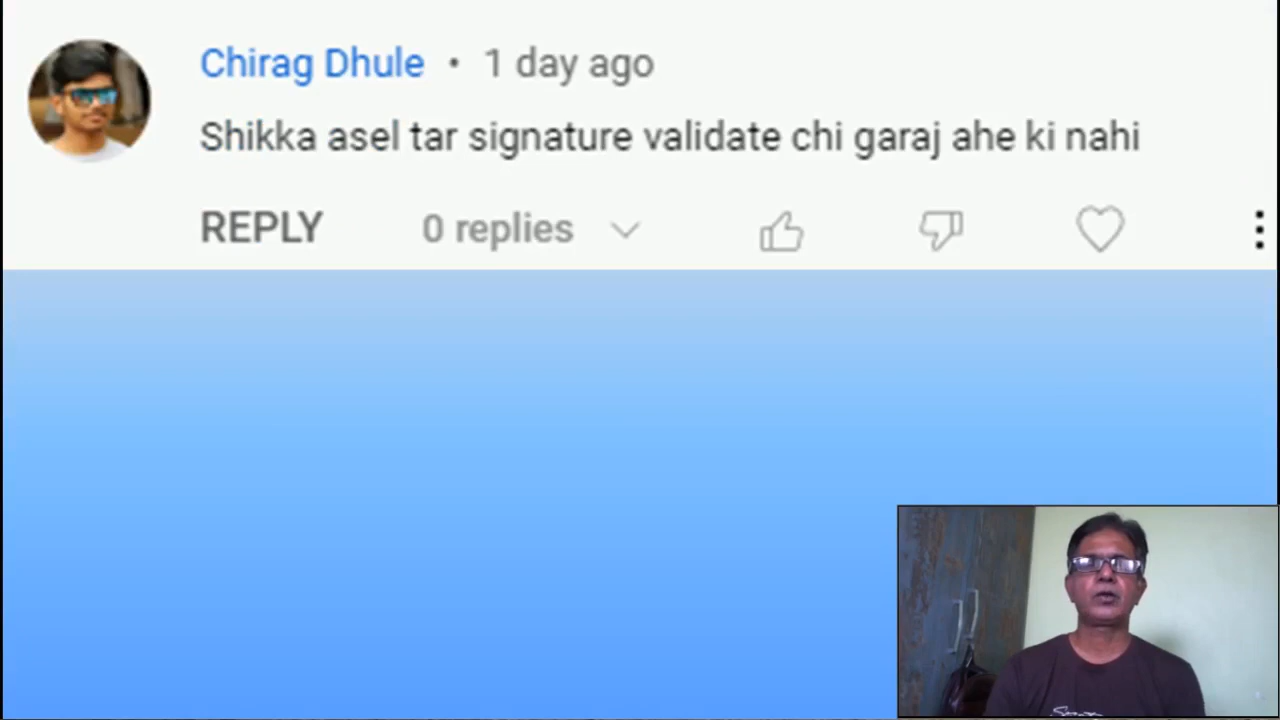 Chirag Dhule • 1 day ago
Shikka asel tar signature validate chi garaj ahe ki nahi
REPLY 0 replies